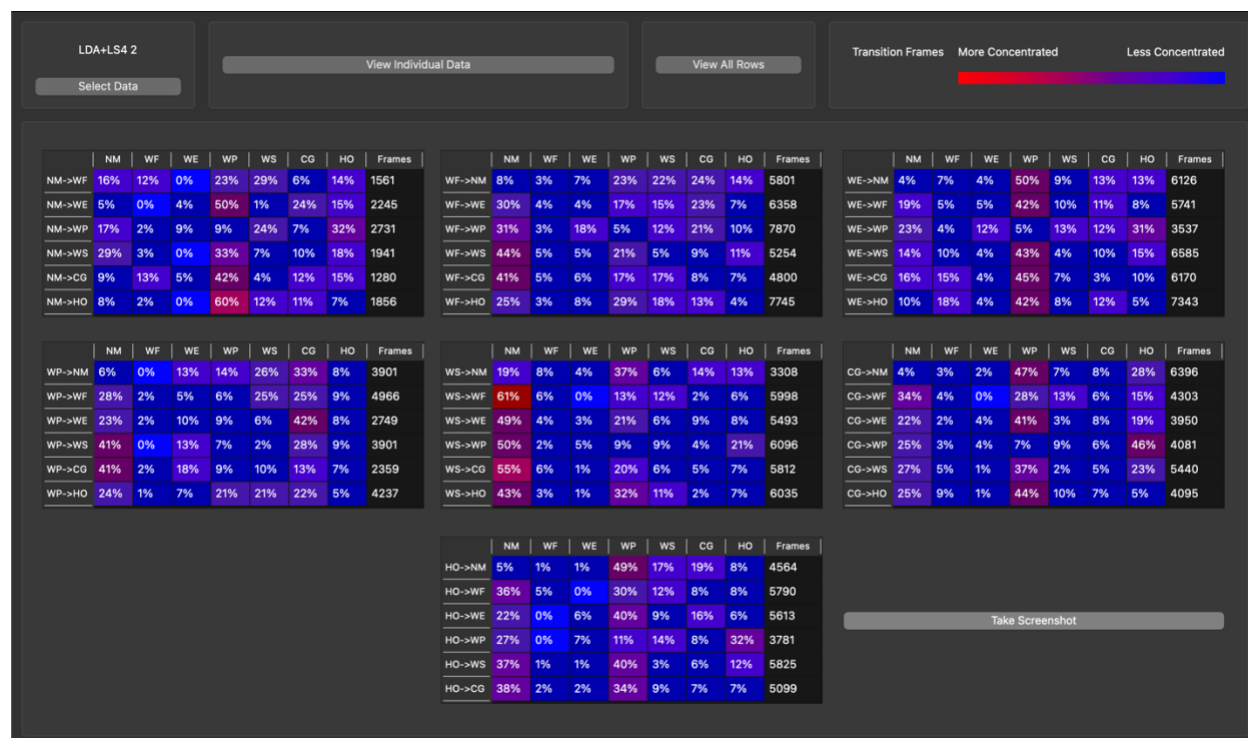 LDA+LS4 2
Select Data
View Individual Data
View All Rows
Transition Frames More Concentrated Less Concentrated
NM WF WE WP WS CG HO Frames
NM->WF 16% 12% 0% 23% 29% 6% 14% 1561
NM->WE 5% 0% 4% 50% 1% 24% 15% 2245
NM->WP 17% 2% 9% 9% 24% 7% 32% 2731
NM->WS 29% 3% 0% 33% 7% 10% 18% 1941
NM->CG 9% 13% 5% 42% 4% 12% 15% 1280
NM->HO 8% 2% 0% 60% 12% 11% 7% 1856
NM WF WE WP WS CG HO Frames
WF->NM 8% 3% 7% 23% 22% 24% 14% 5801
WF->WE 30% 4% 4% 17% 15% 23% 7% 6358
WF->WP 31% 3% 18% 5% 12% 21% 10% 7870
WF->WS 44% 5% 5% 21% 5% 9% 11% 5254
WF->CG 41% 5% 6% 17% 17% 8% 7% 4800
WF->HO 25% 3% 8% 29% 18% 13% 4% 7745
NM WF WE WP WS CG HO Frames
WE->NM 4% 7% 4% 50% 9% 13% 13% 6126
WE->WF 19% 5% 5% 42% 10% 11% 8% 5741
WE->WP 23% 4% 12% 5% 13% 12% 31% 3537
WE->WS 14% 10% 4% 43% 4% 10% 15% 6585
WE->CG 16% 15% 4% 45% 7% 3% 10% 6170
WE->HO 10% 18% 4% 42% 8% 12% 5% 7343
NM WF WE WP WS CG HO Frames
WP->NM 6% 0% 13% 14% 26% 33% 8% 3901
WP->WF 28% 2% 5% 6% 25% 25% 9% 4966
WP->WE 23% 2% 10% 9% 6% 42% 8% 2749
WP->WS 41% 0% 13% 7% 2% 28% 9% 3901
WP->CG 41% 2% 18% 9% 10% 13% 7% 2359
WP->HO 24% 1% 7% 21% 21% 22% 5% 4237
NM WF WE WP WS CG HO Frames
WS->NM 19% 8% 4% 37% 6% 14% 13% 3308
WS->WF 61% 6% 0% 13% 12% 2% 6% 5998
WS->WE 49% 4% 3% 21% 6% 9% 8% 5493
WS->WP 50% 2% 5% 9% 9% 4% 21% 6096
WS->CG 55% 6% 1% 20% 6% 5% 7% 5812
WS->HO 43% 3% 1% 32% 11% 2% 7% 6035
NM WF WE WP WS CG HO Frames
CG->NM 4% 3% 2% 47% 7% 8% 28% 6396
CG->WF 34% 4% 0% 28% 13% 6% 15% 4303
CG->WE 22% 2% 4% 41% 3% 8% 19% 3950
CG->WP 25% 3% 4% 7% 9% 6% 46% 4081
CG->WS 27% 5% 1% 37% 2% 5% 23% 5440
CG->HO 25% 9% 1% 44% 10% 7% 5% 4095
NM WF WE WP WS CG HO Frames
HO->NM 5% 1% 1% 49% 17% 19% 8% 4564
HO->WF 36% 5% 0% 30% 12% 8% 8% 5790
HO->WE 22% 0% 6% 40% 9% 16% 6% 5613
HO->WP 27% 0% 7% 11% 14% 8% 32% 3781
HO->WS 37% 1% 1% 40% 3% 6% 12% 5825
HO->CG 38% 2% 2% 34% 9% 7% 7% 5099
Take Screenshot